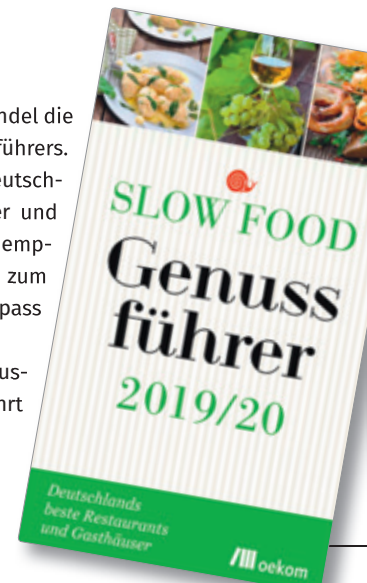 ndel die
führers.
eutsch-
er und
emp-
zum
pass
us-
hrt
SLOW FOOD
Genuss
führer
2019/20
Deutschlands
beste Restaurants
und Gasthäuser
oekom